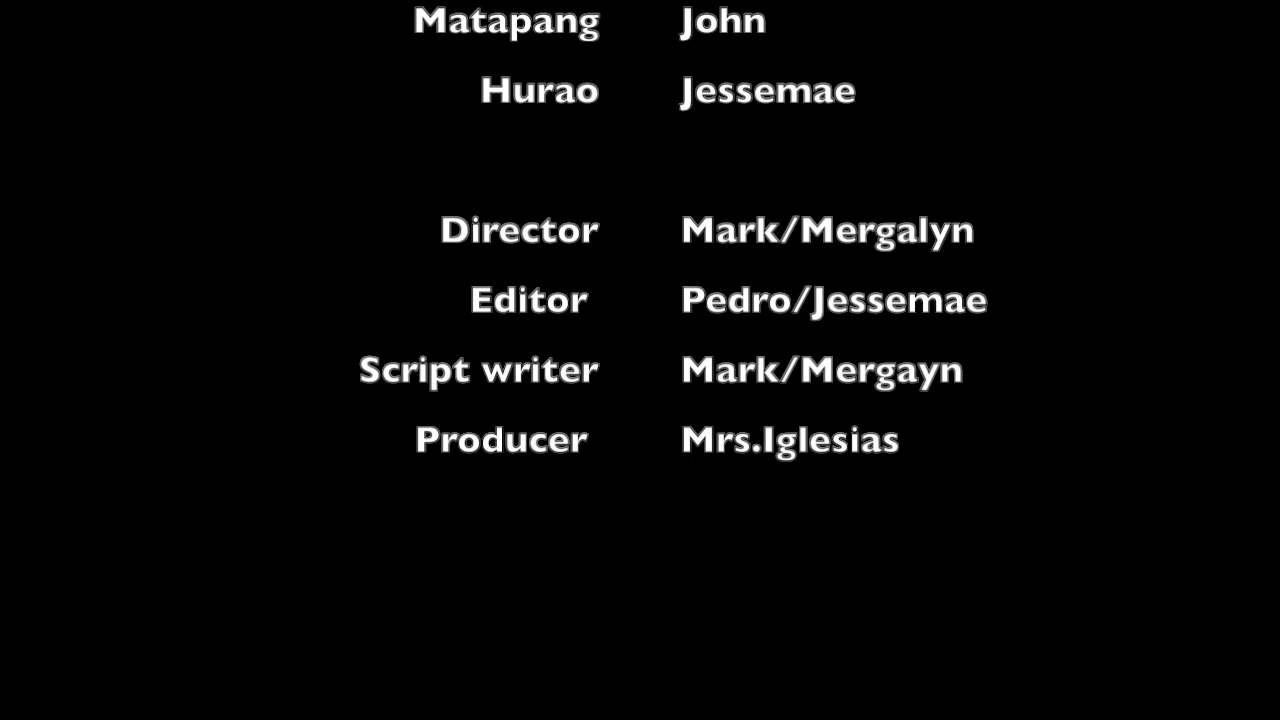 Matapang John
Hurao Jessemae
Director Mark/Mergalyn
Editor Pedro/Jessemae
Script writer Mark/Mergayn
Producer Mrs.Iglesias